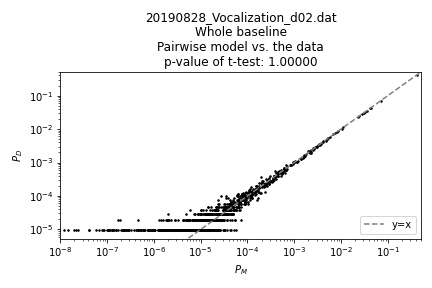 20190828_Vocalization_d02.dat
Whole baseline
Pairwise model vs. the data
p-value of t-test: 1.00000
10⁻¹
10⁻²
10⁻³
10⁻⁴
10⁻⁵
P_D
y=x
10⁻⁸ 10⁻⁷ 10⁻⁶ 10⁻⁵ 10⁻⁴ 10⁻³ 10⁻² 10⁻¹
P_M